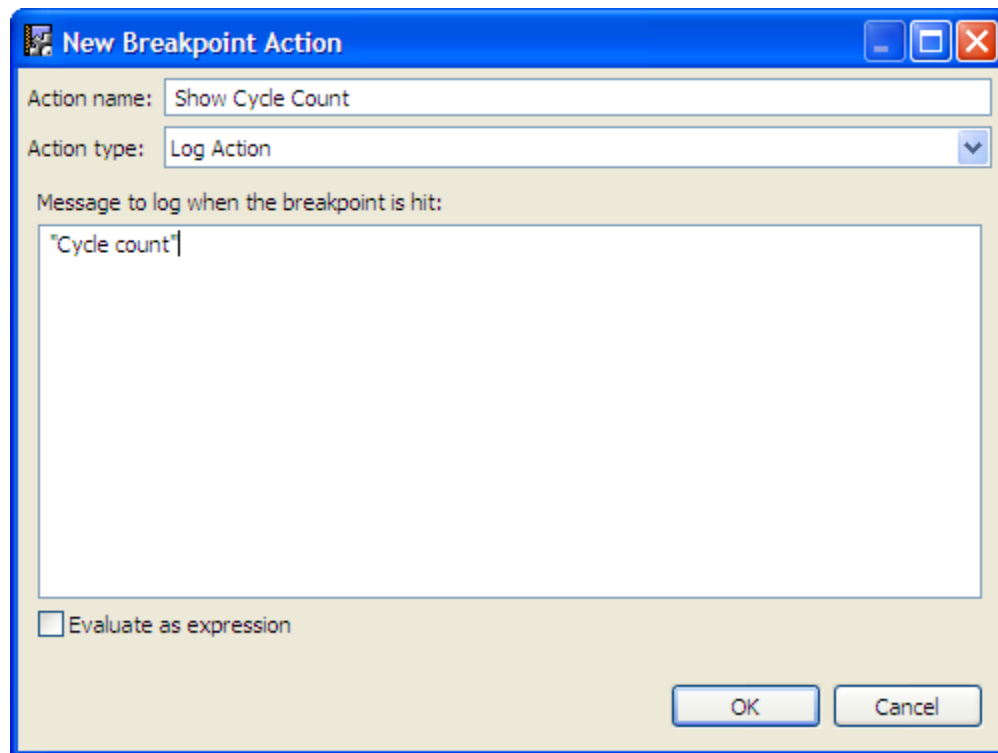 New Breakpoint Action
Action name: Show Cycle Count
Action type: Log Action
Message to log when the breakpoint is hit:
"Cycle count"
Evaluate as expression
OK Cancel